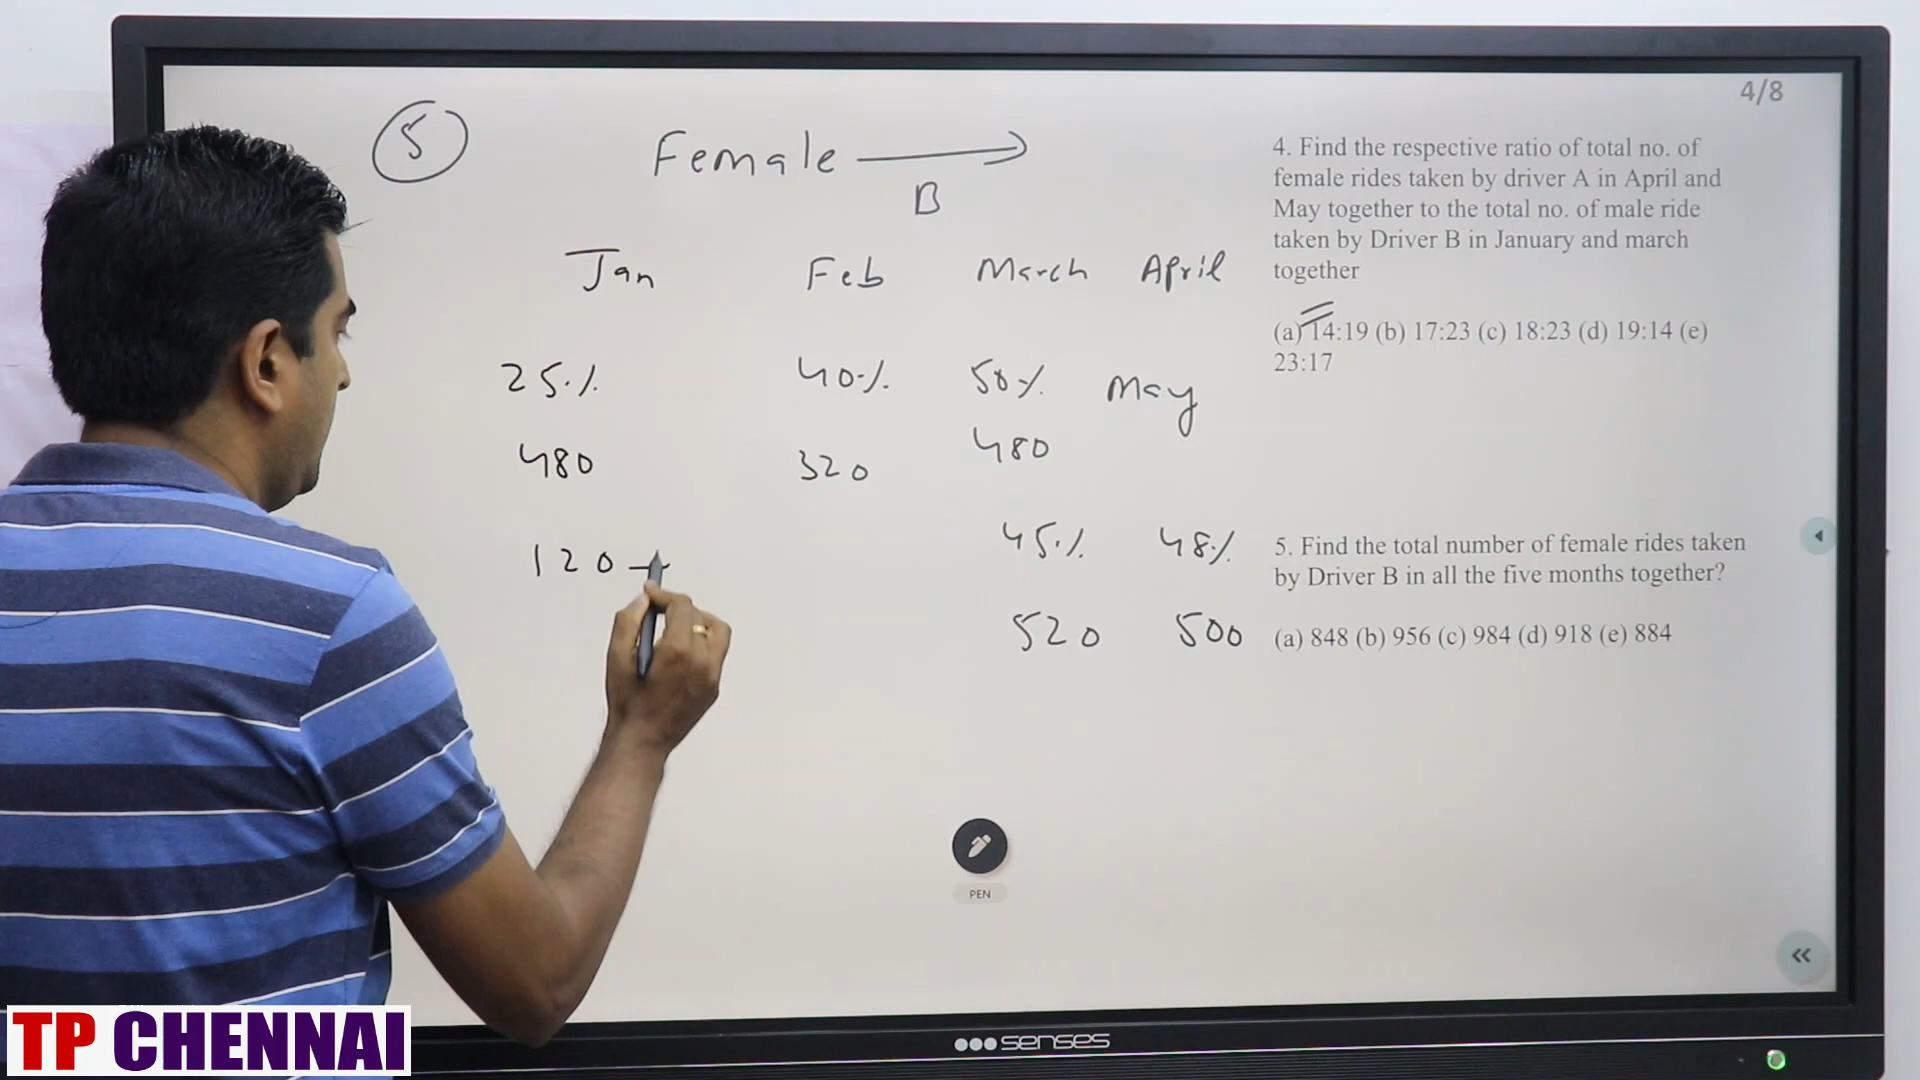 4/8
5
Female
B
Jan Feb March April
25% 40% 50% May
480 320 480
45% 48%
120 +
520 500
4. Find the respective ratio of total no. of
female rides taken by driver A in April and
May together to the total no. of male ride
taken by Driver B in January and march
together
(a) 14:19 (b) 17:23 (c) 18:23 (d) 19:14 (e)
23:17
5. Find the total number of female rides taken
by Driver B in all the five months together?
(a) 848 (b) 956 (c) 984 (d) 918 (e) 884
PEN
senses
TP CHENNAI